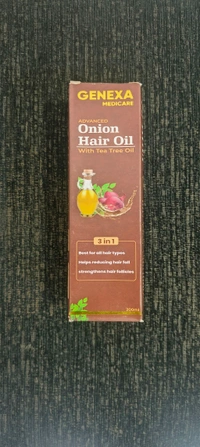 GENEXA
MEDICARE
ADVANCED
Onion
Hair Oil
With Tea Tree Oil
3 in 1
Best for all hair types
Helps reducing hair fall
strengthens hair follicles